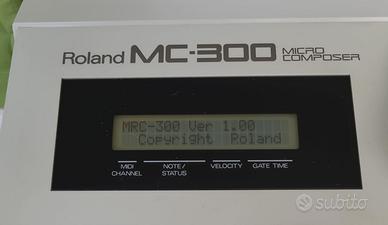 Roland MC-300 MICRO COMPOSER
MRC-300 Ver 1.00
Copyright Roland
MIDI CHANNEL NOTE/ STATUS VELOCITY GATE TIME
subito